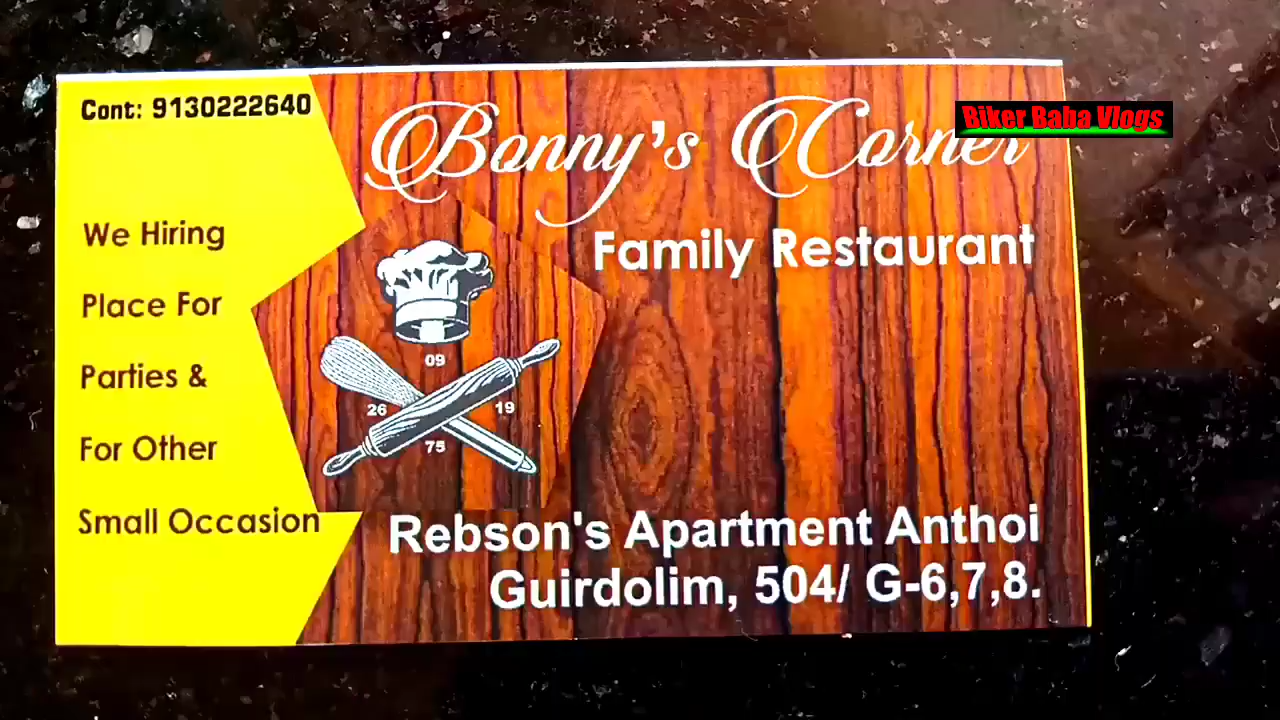 Cont: 9130222640
We Hiring
Place For
Parties &
For Other
Small Occasion
Bonny's Corner
Biker Baba Vlogs
Family Restaurant
09
26 19
75
Rebson's Apartment Anthoi
Guirdolim, 504/ G-6,7,8.